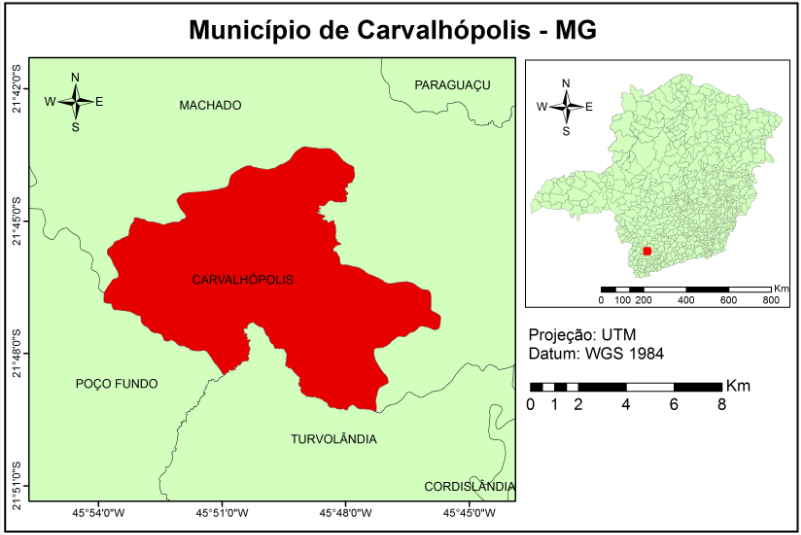 Município de Carvalhópolis - MG
N
W E
S
PARAGUAÇU
MACHADO
CARVALHÓPOLIS
POÇO FUNDO
TURVOLÂNDIA
CORDISLÂNDIA
21°42'0"S
21°45'0"S
21°48'0"S
21°51'0"S
45°54'0"W 45°51'0"W 45°48'0"W 45°45'0"W
N
W E
S
Km
0 100 200 400 600 800
Projeção: UTM
Datum: WGS 1984
Km
0 1 2 4 6 8